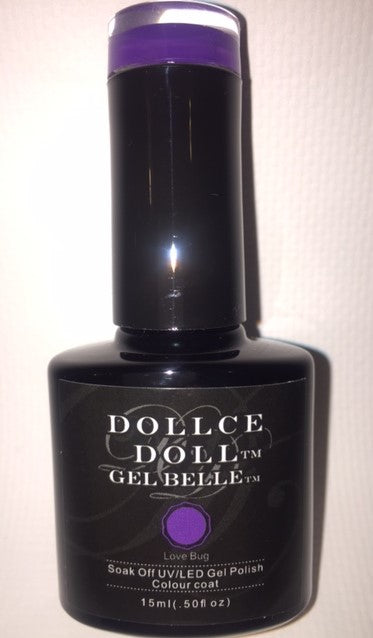 DOLLCE
DOLL™
GEL BELLE™
Love Bug
Soak Off UV/LED Gel Polish
Colour coat
15ml(.50fl oz)